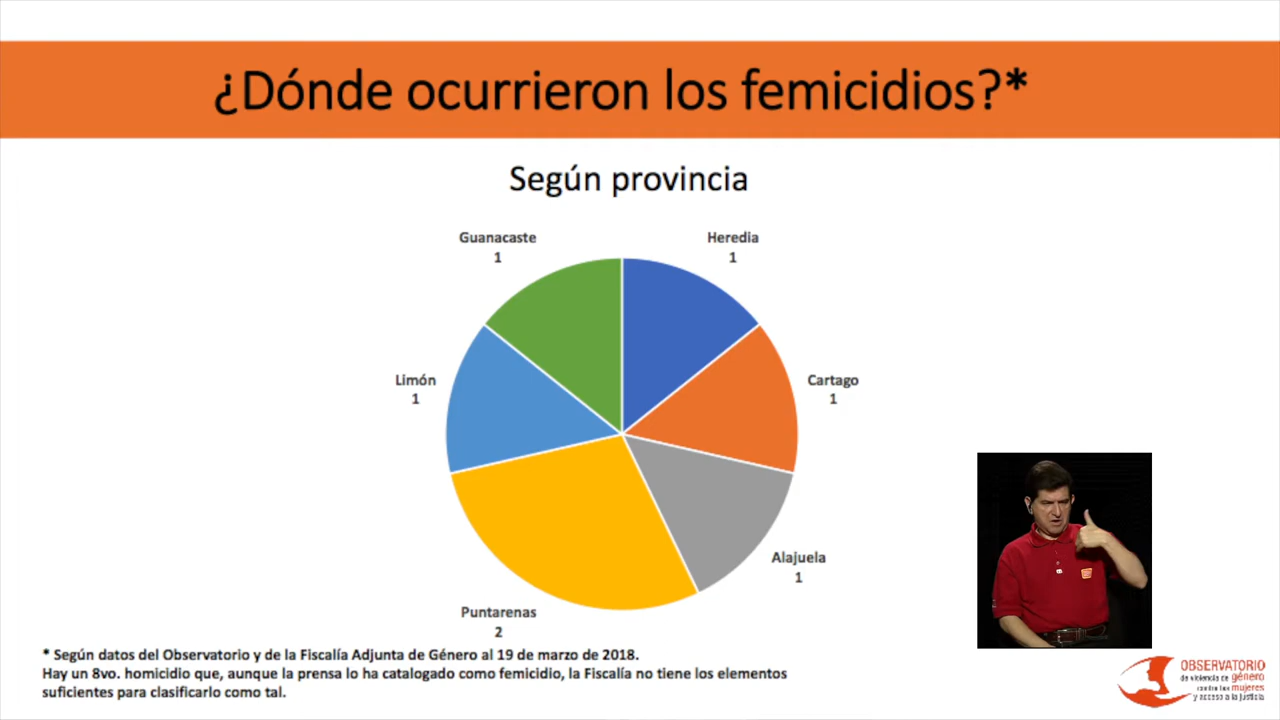 ¿Dónde ocurrieron los femicidios?*
Según provincia
Guanacaste
1
Heredia
1
Limón
1
Cartago
1
Alajuela
1
Puntarenas
2
* Según datos del Observatorio y de la Fiscalía Adjunta de Género al 19 de marzo de 2018.
Hay un 8vo. homicidio que, aunque la prensa lo ha catalogado como femicidio, la Fiscalía no tiene los elementos
suficientes para clasificarlo como tal.
OBSERVATORIO
de violencia de género
contra las mujeres
y acceso a la justicia